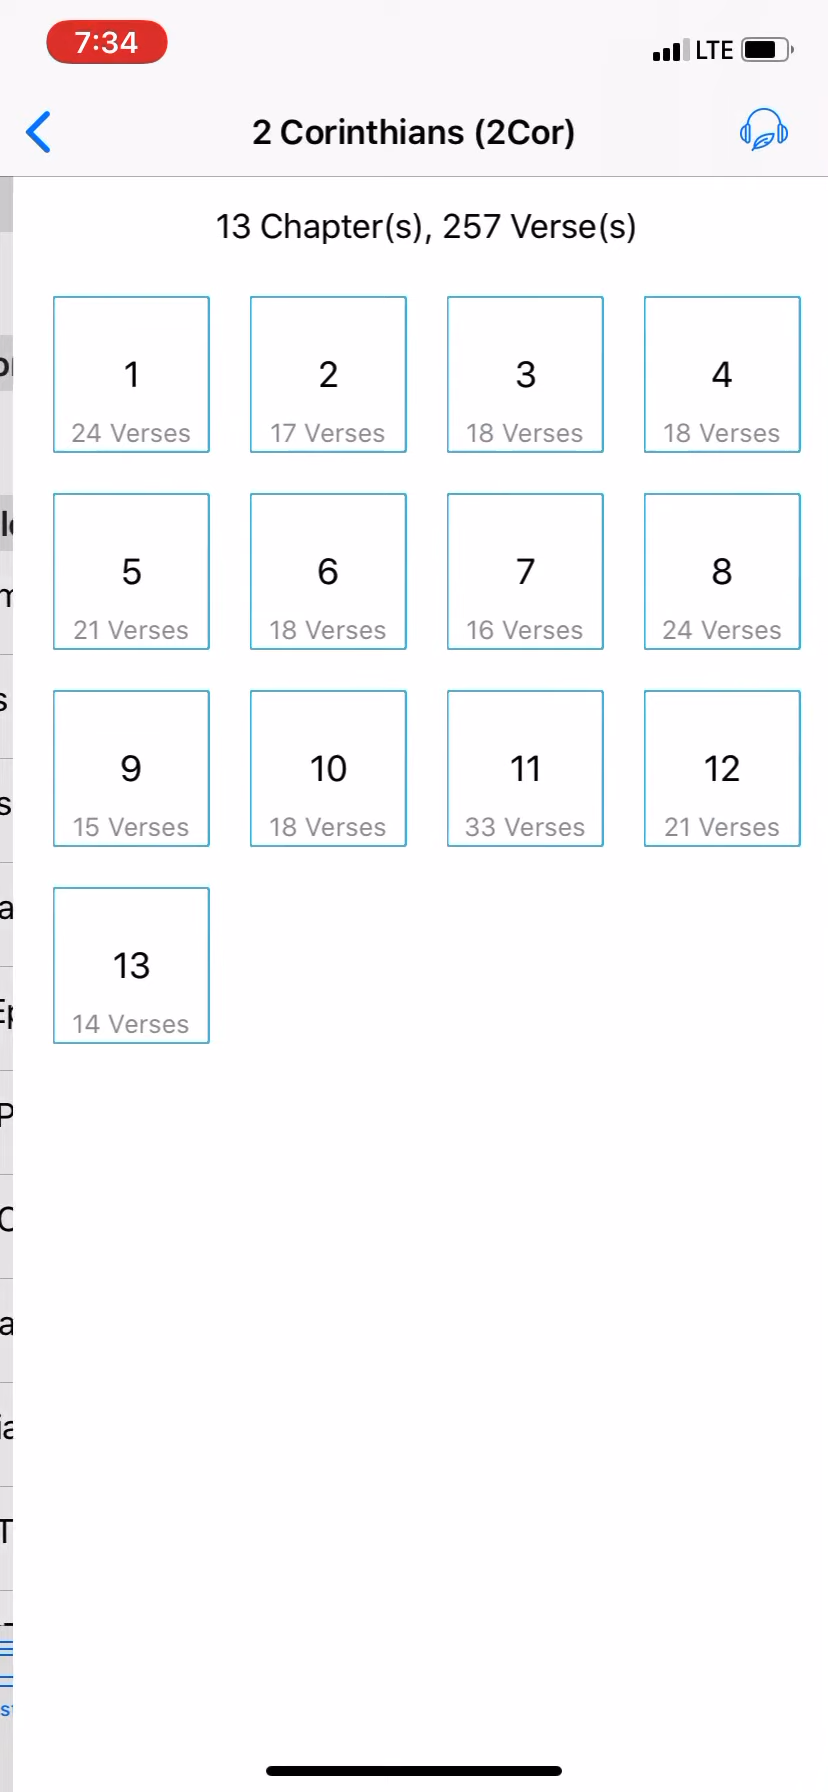 7:34
LTE
2 Corinthians (2Cor)
13 Chapter(s), 257 Verse(s)
1
24 Verses
2
17 Verses
3
18 Verses
4
18 Verses
5
21 Verses
6
18 Verses
7
16 Verses
8
24 Verses
9
15 Verses
10
18 Verses
11
33 Verses
12
21 Verses
13
14 Verses